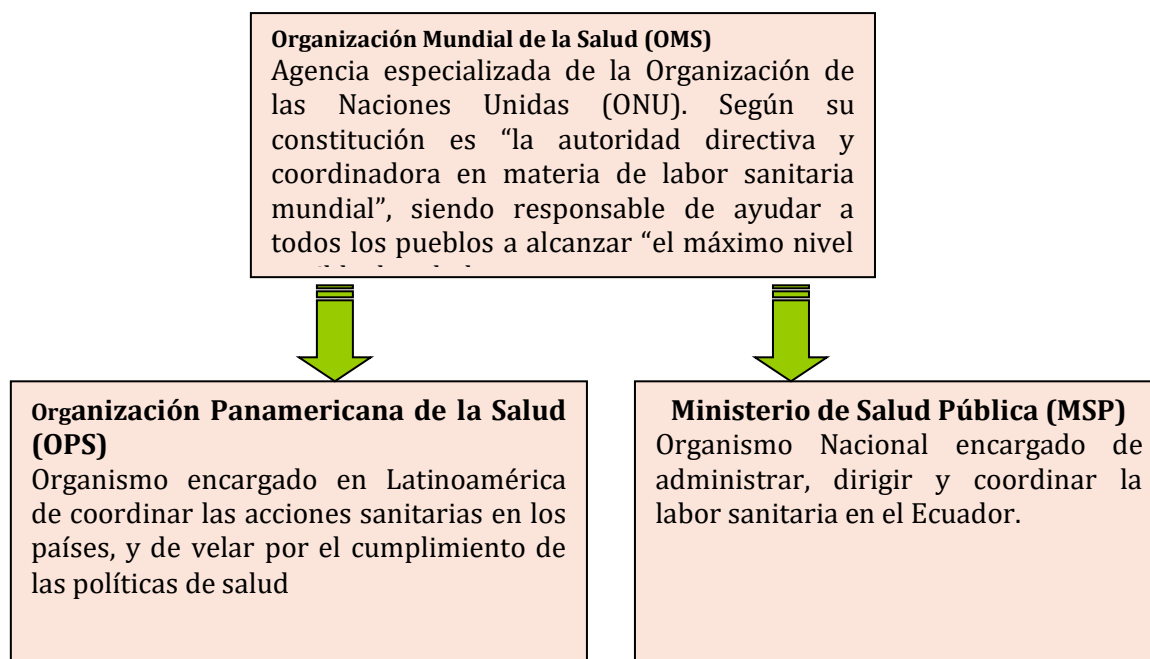 Organización Mundial de la Salud (OMS)
Agencia especializada de la Organización de
las Naciones Unidas (ONU). Según su
constitución es “la autoridad directiva y
coordinadora en materia de labor sanitaria
mundial”, siendo responsable de ayudar a
todos los pueblos a alcanzar “el máximo nivel
Organización Panamericana de la Salud
(OPS)
Organismo encargado en Latinoamérica
de coordinar las acciones sanitarias en los
países, y de velar por el cumplimiento de
las políticas de salud
Ministerio de Salud Pública (MSP)
Organismo Nacional encargado de
administrar, dirigir y coordinar la
labor sanitaria en el Ecuador.